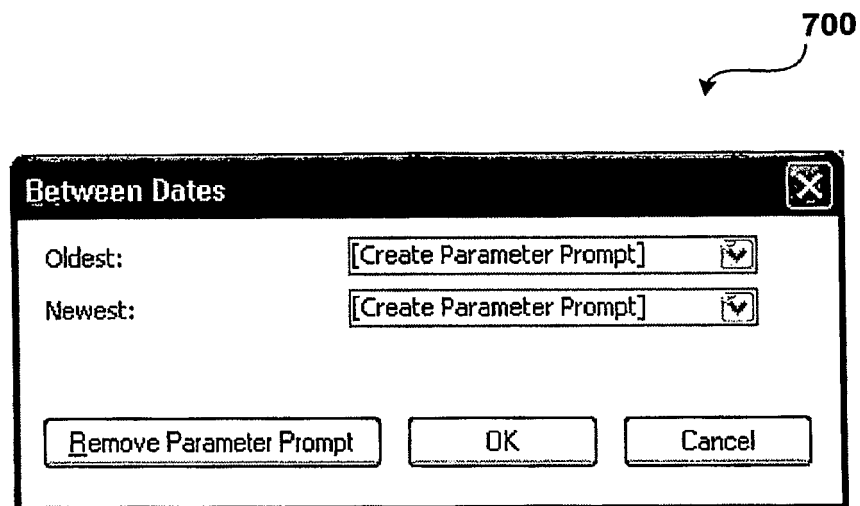 700
Between Dates
Oldest: [Create Parameter Prompt]
Newest: [Create Parameter Prompt]
Remove Parameter Prompt OK Cancel